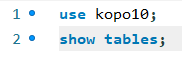 1 use kopo10;
2 show tables;